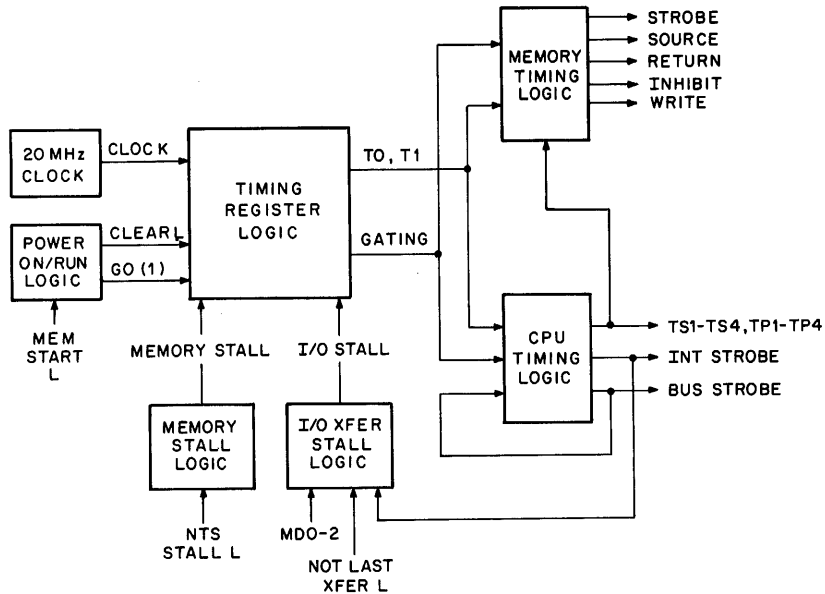 STROBE
SOURCE
RETURN
INHIBIT
WRITE
MEMORY
TIMING
LOGIC
20 MHz
CLOCK
CLOCK
TIMING
REGISTER
LOGIC
TO, T1
GATING
POWER
ON/RUN
LOGIC
CLEAR L
GO (1)
MEM
START
L
MEMORY STALL
I/O STALL
CPU
TIMING
LOGIC
TS1-TS4,TP1-TP4
INT STROBE
BUS STROBE
MEMORY
STALL
LOGIC
I/O XFER
STALL
LOGIC
NTS
STALL L
MDO-2
NOT LAST
XFER L